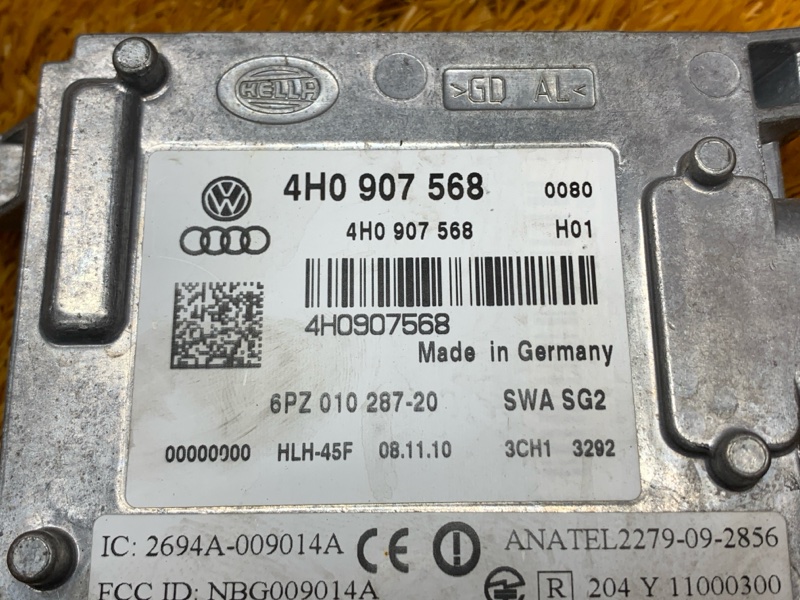 HELLA >GD AL<
4H0 907 568 0080
4H0 907 568 H01
4H0907568
Made in Germany
6PZ 010 287-20 SWA SG2
00000000 HLH-45F 08.11.10 3CH1 3292
IC: 2694A-009014A CE ANATEL2279-09-2856
FCC ID: NBG009014A R 204 Y 11000300